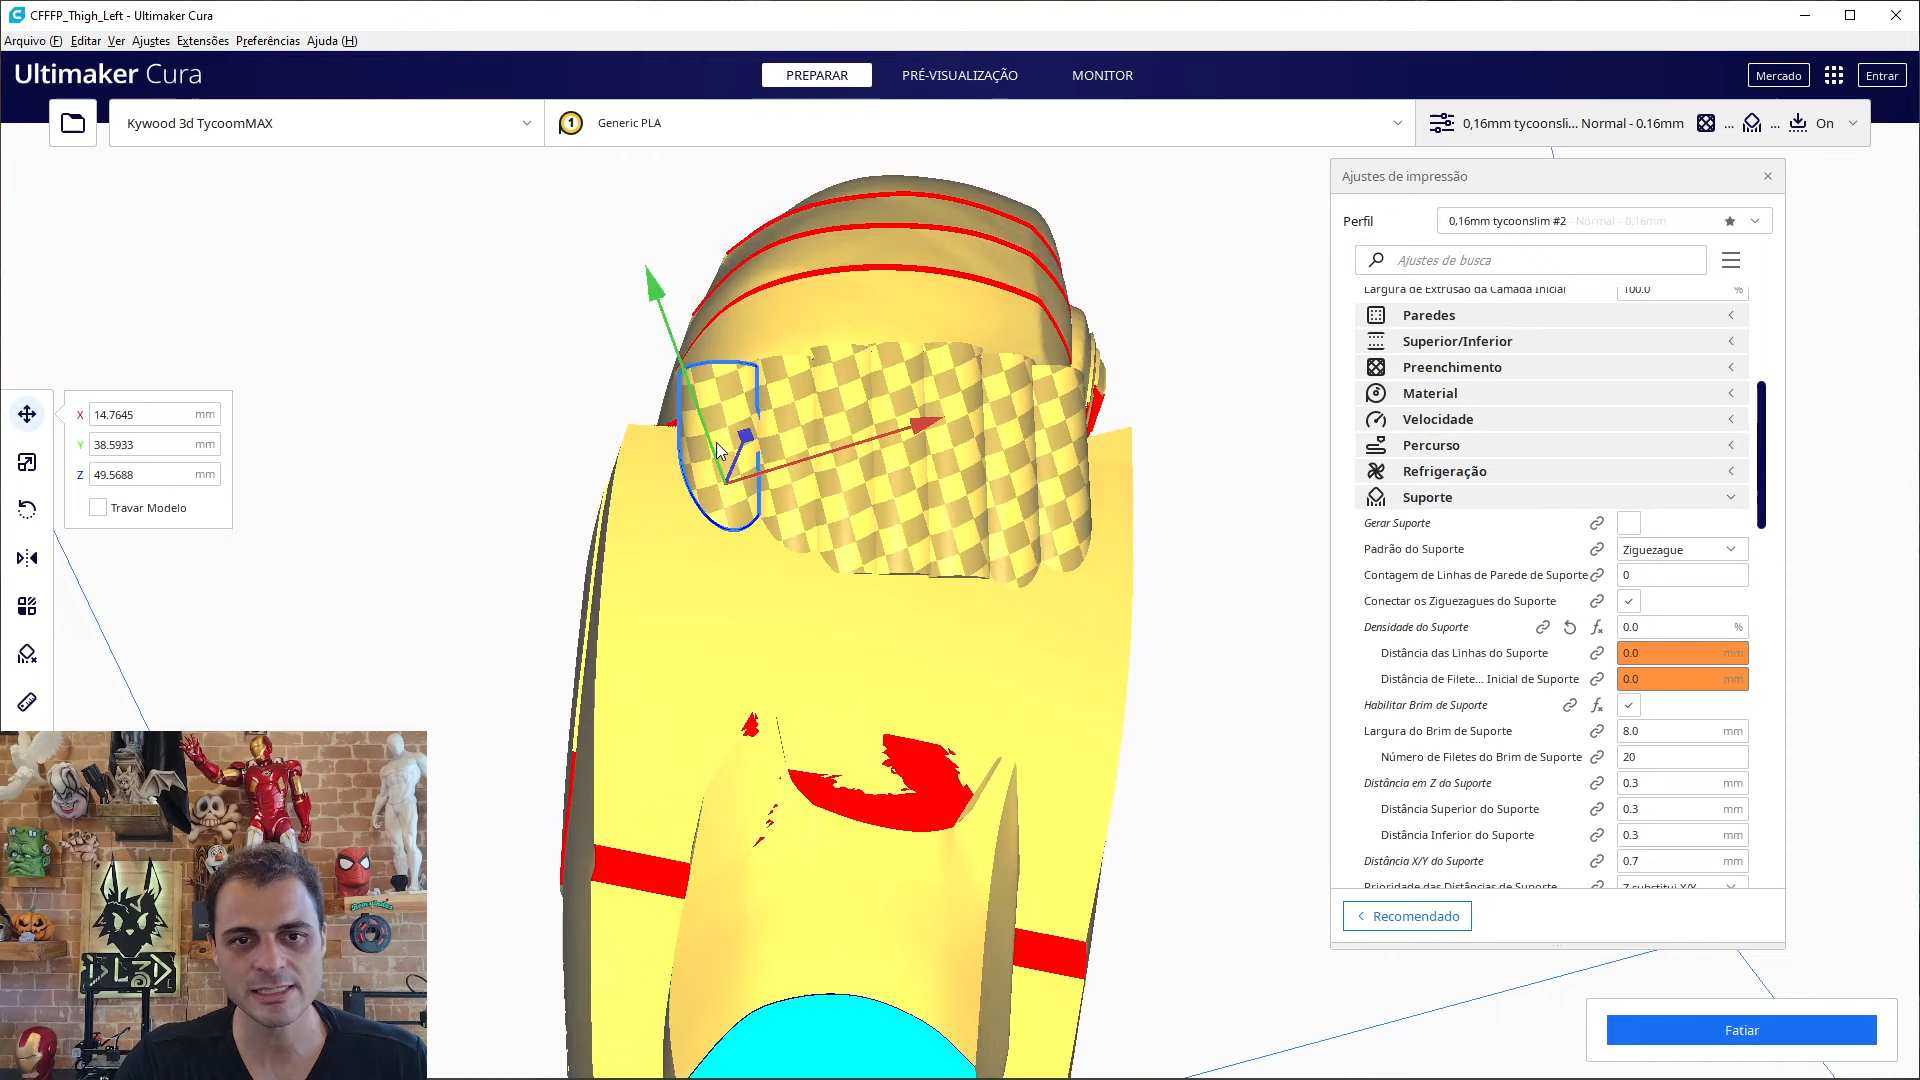 CFFFP_Thigh_Left - Ultimaker Cura
Arquivo (F) Editar Ver Ajustes Extensões Preferências Ajuda (H)
Ultimaker Cura
PREPARAR
PRÉ-VISUALIZAÇÃO
MONITOR
Mercado
Entrar
Kywood 3d TycoomMAX
1
Generic PLA
0,16mm tycoonsli... Normal - 0.16mm
...
...
On
Ajustes de impressão
Perfil
0,16mm tycoonslim #2 - Normal - 0.16mm
Ajustes de busca
Largura de Extrusão da Camada Inicial 100.0 %
Paredes
Superior/Inferior
Preenchimento
Material
Velocidade
Percurso
Refrigeração
Suporte
Gerar Suporte
Padrão do Suporte Ziguezague
Contagem de Linhas de Parede de Suporte 0
Conectar os Ziguezagues do Suporte
Densidade do Suporte 0.0 %
Distância das Linhas do Suporte 0.0 mm
Distância de Filete... Inicial de Suporte 0.0 mm
Habilitar Brim de Suporte
Largura do Brim de Suporte 8.0 mm
Número de Filetes do Brim de Suporte 20
Distância em Z do Suporte 0.3 mm
Distância Superior do Suporte 0.3 mm
Distância Inferior do Suporte 0.3 mm
Distância X/Y do Suporte 0.7 mm
Prioridade das Distâncias de Suporte Z substitui X/Y
Recomendado
Fatiar
X 14.7645 mm
Y 38.5933 mm
Z 49.5688 mm
Travar Modelo